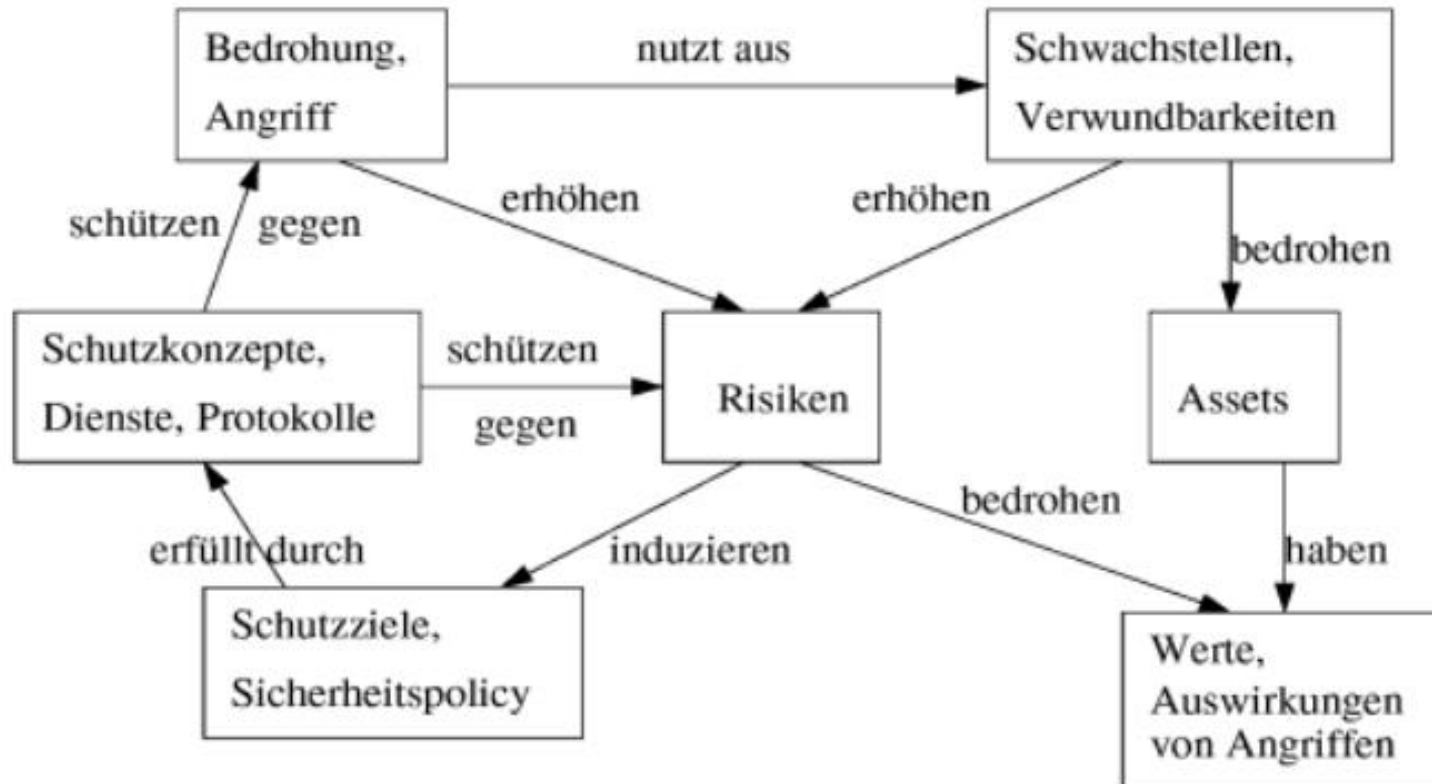 Bedrohung,
Angriff
nutzt aus
Schwachstellen,
Verwundbarkeiten
schützen
gegen
erhöhen
erhöhen
bedrohen
Schutzkonzepte,
Dienste, Protokolle
schützen
gegen
Risiken
Assets
erfüllt durch
induzieren
bedrohen
haben
Schutzziele,
Sicherheitspolicy
Werte,
Auswirkungen
von Angriffen